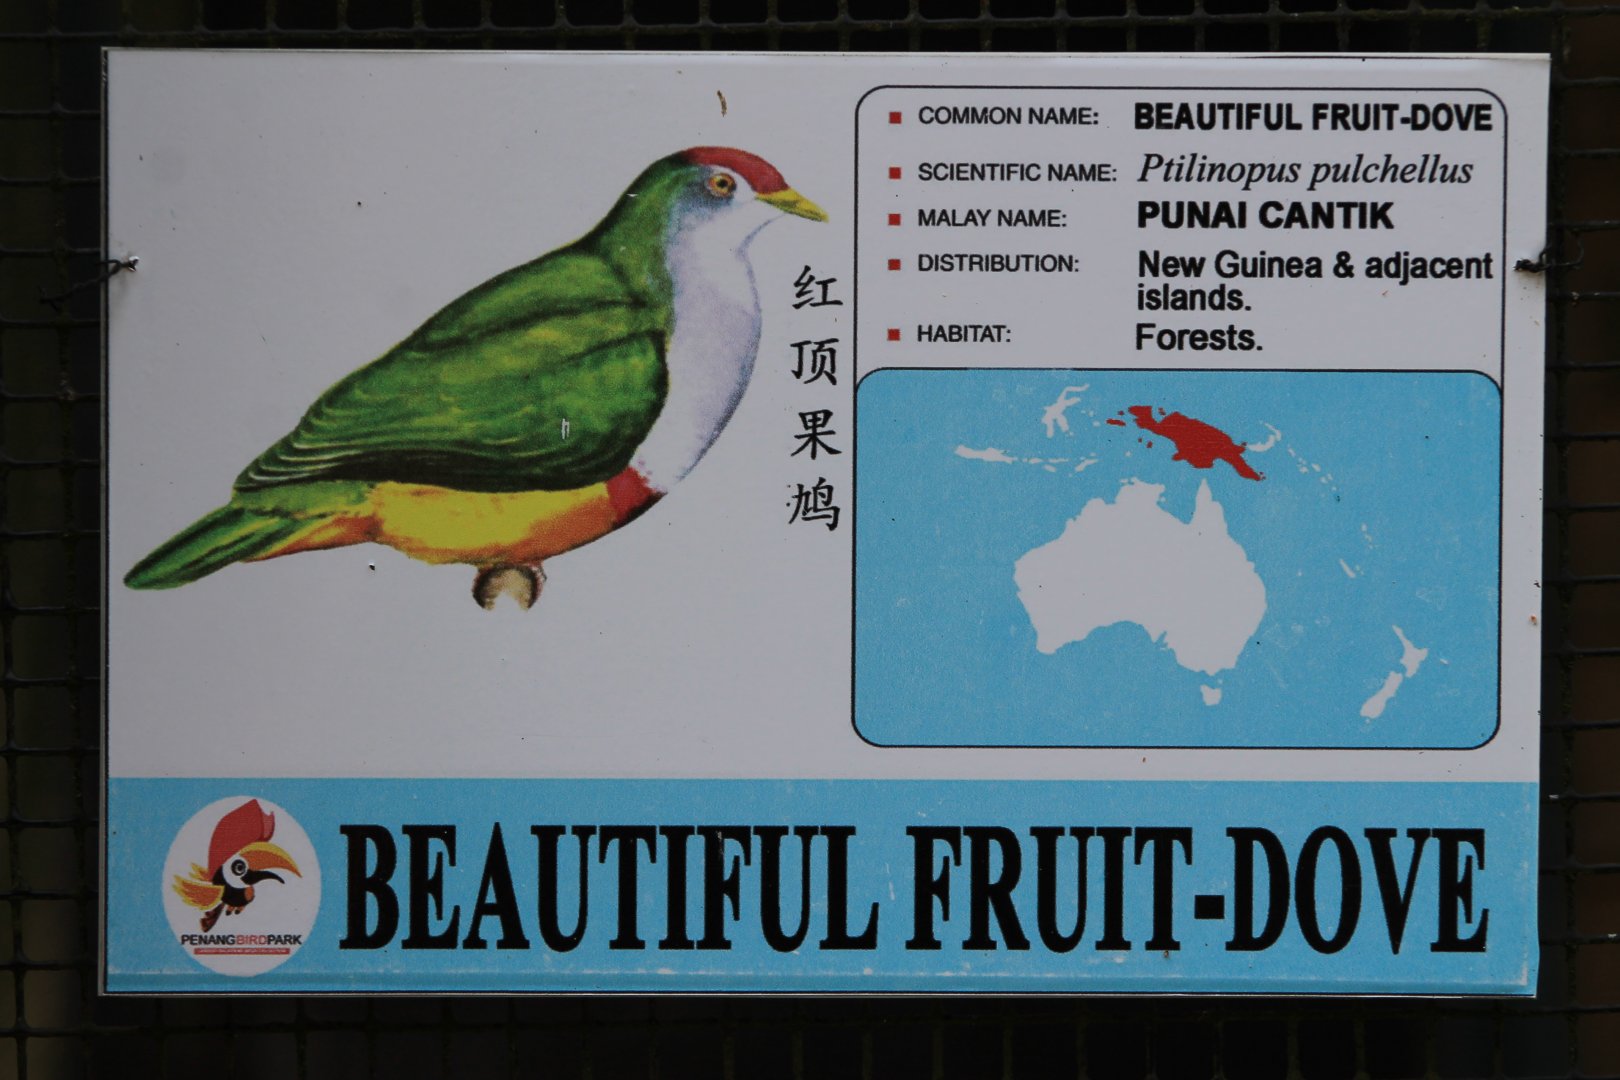 COMMON NAME: BEAUTIFUL FRUIT-DOVE
SCIENTIFIC NAME: Ptilinopus pulchellus
MALAY NAME: PUNAI CANTIK
DISTRIBUTION: New Guinea & adjacent
islands.
HABITAT: Forests.
红顶果鸠
PENANGBIRDPARK
BEAUTIFUL FRUIT-DOVE